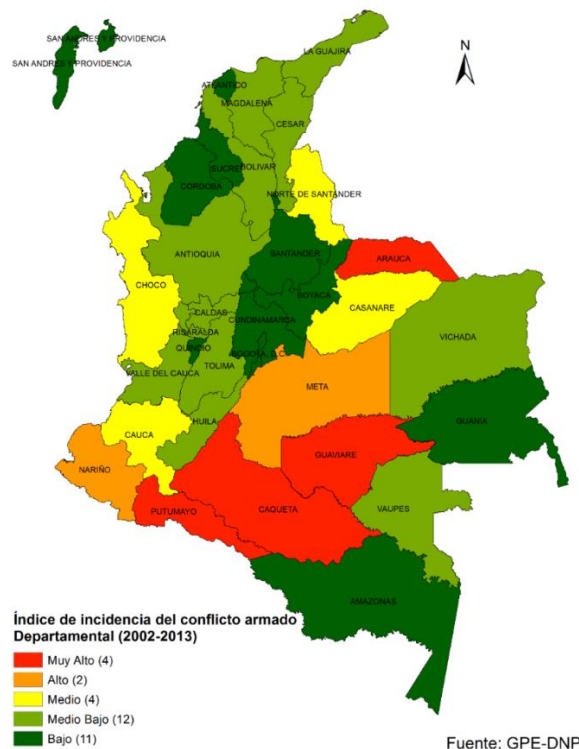 SAN ANDRES Y PROVIDENCIA
SAN ANDRES Y PROVIDENCIA
LA GUAJIRA
N
ATLANTICO
MAGDALENA
CESAR
SUCRE
BOLIVAR
CORDOBA
NORTE DE SANTANDER
ANTIOQUIA
SANTANDER
ARAUCA
CHOCO
BOYACA
CASANARE
CALDAS
CUNDINAMARCA
VICHADA
RISARALDA
QUINDIO
BOGOTA, D.C.
TOLIMA
VALLE DEL CAUCA
META
GUANIA
HUILA
CAUCA
GUAVIARE
NARIÑO
PUTUMAYO
CAQUETA
VAUPES
AMAZONAS
Índice de incidencia del conflicto armado
Departamental (2002-2013)
Muy Alto (4)
Alto (2)
Medio (4)
Medio Bajo (12)
Bajo (11)
Fuente: GPE-DNP